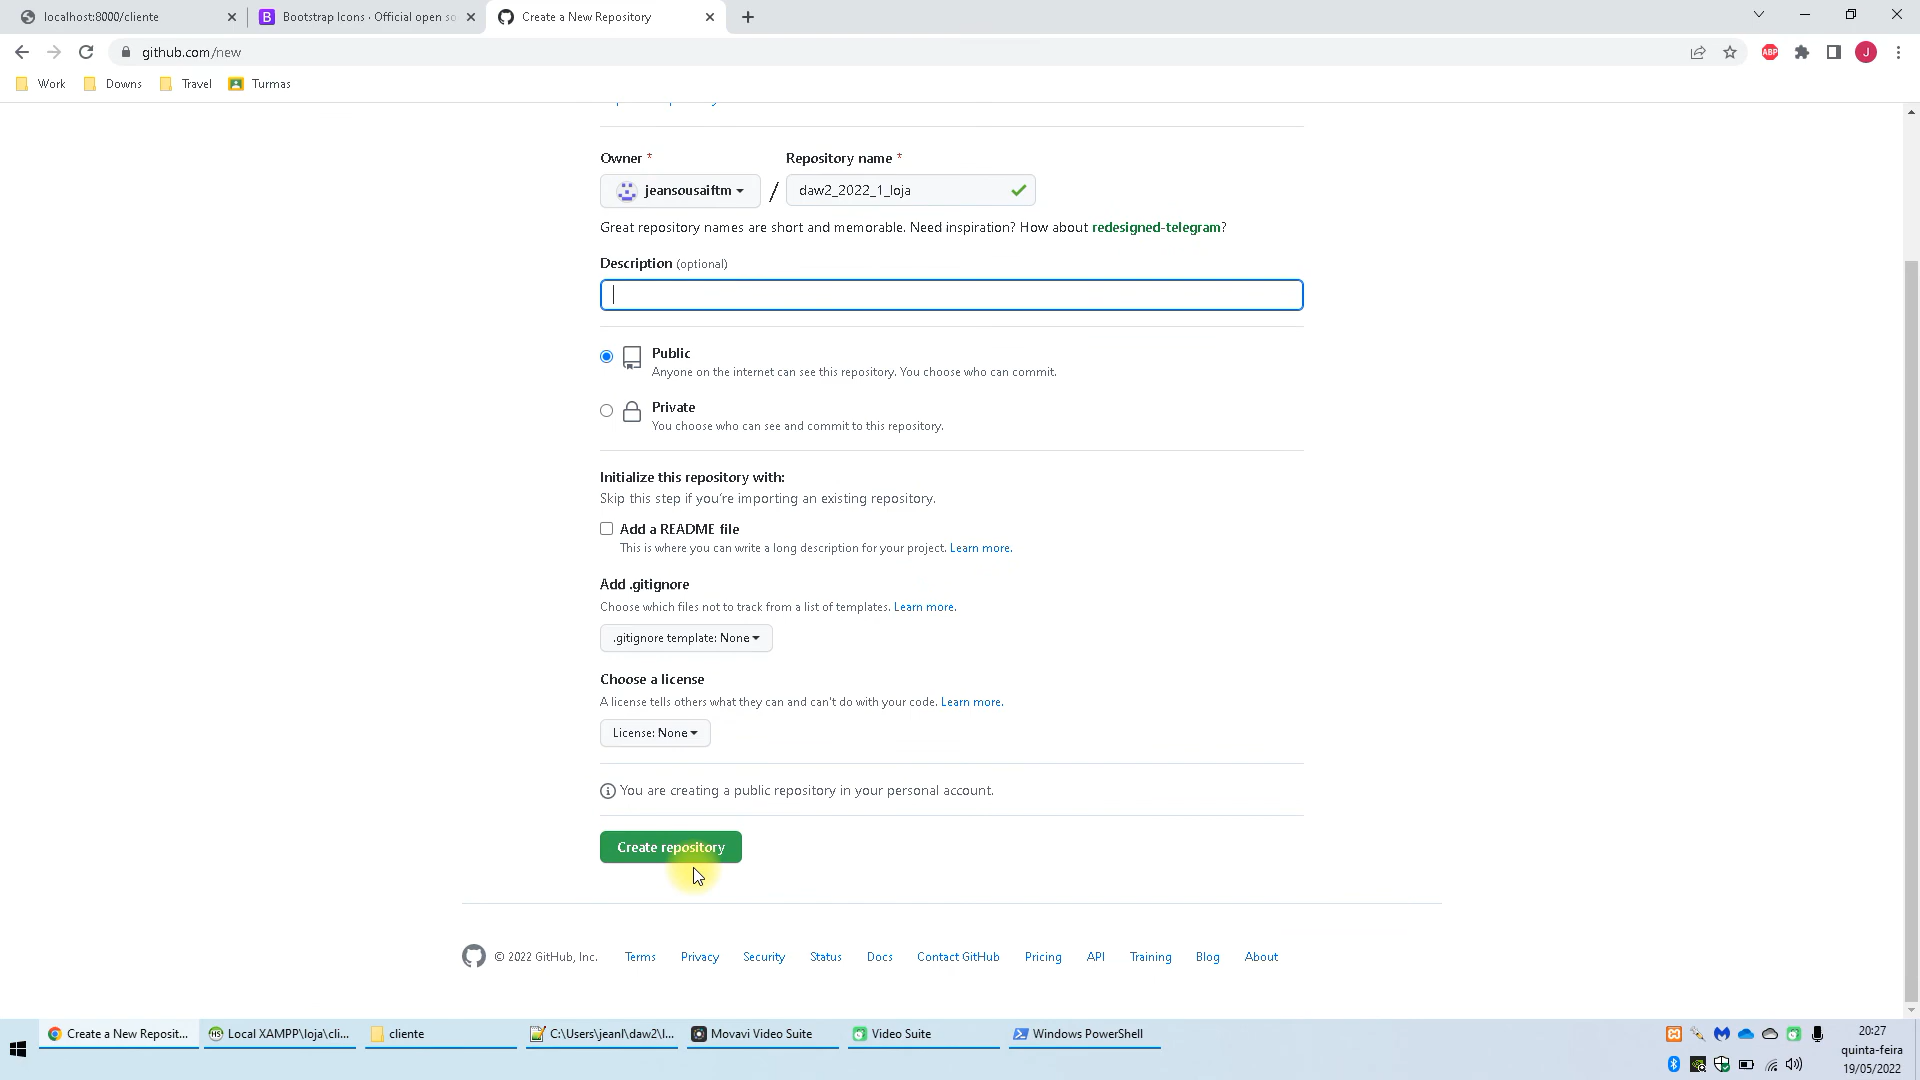 localhost:8000/cliente
Bootstrap Icons · Official open so
Create a New Repository
github.com/new
ABP
J
Work
Downs
Travel
Turmas
Owner *
Repository name *
jeansousaiftm
/
daw2_2022_1_loja
Great repository names are short and memorable. Need inspiration? How about redesigned-telegram?
Description (optional)
Public
Anyone on the internet can see this repository. You choose who can commit.
Private
You choose who can see and commit to this repository.
Initialize this repository with:
Skip this step if you're importing an existing repository.
Add a README file
This is where you can write a long description for your project. Learn more.
Add .gitignore
Choose which files not to track from a list of templates. Learn more.
.gitignore template: None
Choose a license
A license tells others what they can and can't do with your code. Learn more.
License: None
You are creating a public repository in your personal account.
Create repository
© 2022 GitHub, Inc.
Terms
Privacy
Security
Status
Docs
Contact GitHub
Pricing
API
Training
Blog
About
Create a New Reposit...
Local XAMPP\loja\cli...
cliente
C:\Users\jeanl\daw2\l...
Movavi Video Suite
Video Suite
Windows PowerShell
20:27
quinta-feira
19/05/2022